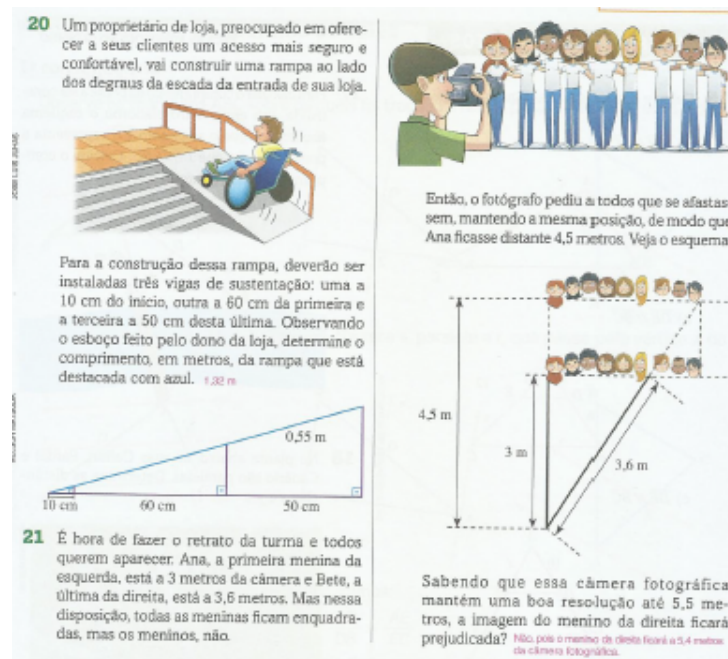 20 Um proprietário de loja, preocupado em ofere-
cer a seus clientes um acesso mais seguro e
confortável, vai construir uma rampa ao lado
dos degraus da escada da entrada de sua loja.
Para a construção dessa rampa, deverão ser
instaladas três vigas de sustentação: uma a
10 cm do início, outra a 60 cm da primeira e
a terceira a 50 cm desta última. Observando
o esboço feito pelo dono da loja, determine o
comprimento, em metros, da rampa que está
destacada com azul. 1,32 m
0,55 m
10 cm 60 cm 50 cm
21 É hora de fazer o retrato da turma e todos
querem aparecer. Ana, a primeira menina da
esquerda, está a 3 metros da câmera e Bete, a
última da direita, está a 3,6 metros. Mas nessa
disposição, todas as meninas ficam enquadra-
das, mas os meninos, não.
Então, o fotógrafo pediu a todos que se afastas-
sem, mantendo a mesma posição, de modo que
Ana ficasse distante 4,5 metros. Veja o esquema
4,5 m
3 m
3,6 m
Sabendo que essa câmera fotográfica
mantém uma boa resolução até 5,5 me-
tros, a imagem do menino da direita ficará
prejudicada? Não, pois o menino da direita ficará a 5,4 metros
da câmera fotográfica.